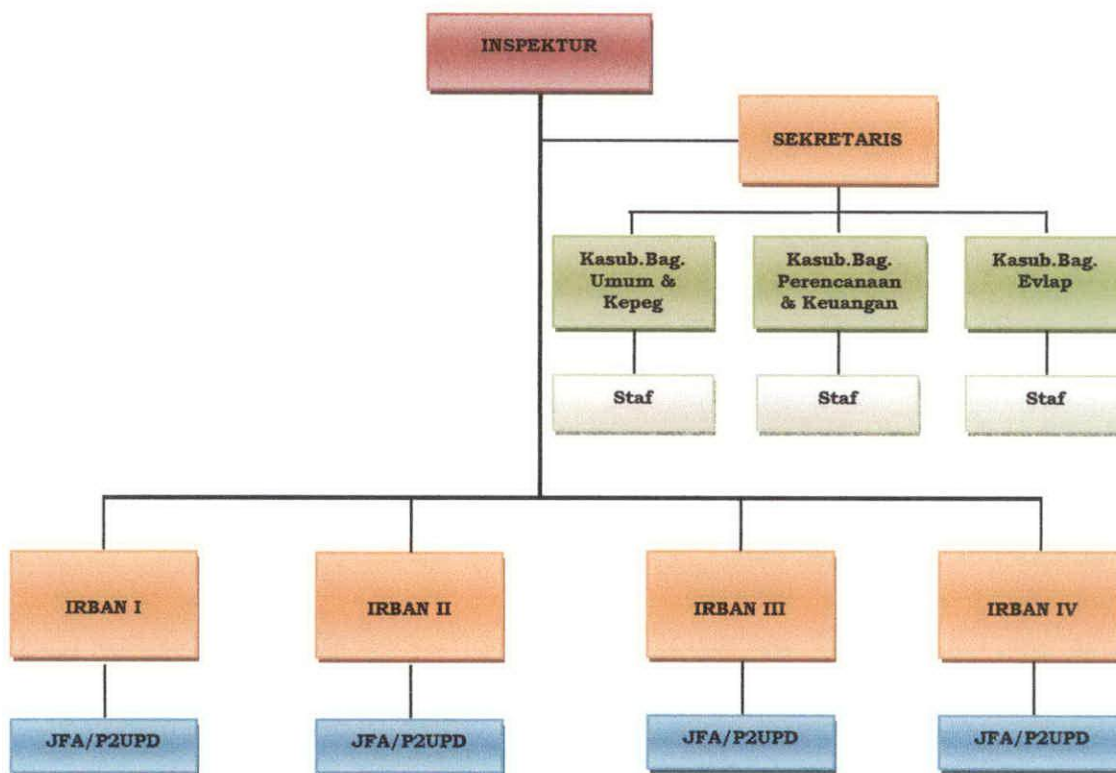 INSPEKTUR
SEKRETARIS
Kasub.Bag.
Umum &
Kepeg
Kasub.Bag.
Perencanaan
& Keuangan
Kasub.Bag.
Evlap
Staf
Staf
Staf
IRBAN I
IRBAN II
IRBAN III
IRBAN IV
JFA/P2UPD
JFA/P2UPD
JFA/P2UPD
JFA/P2UPD